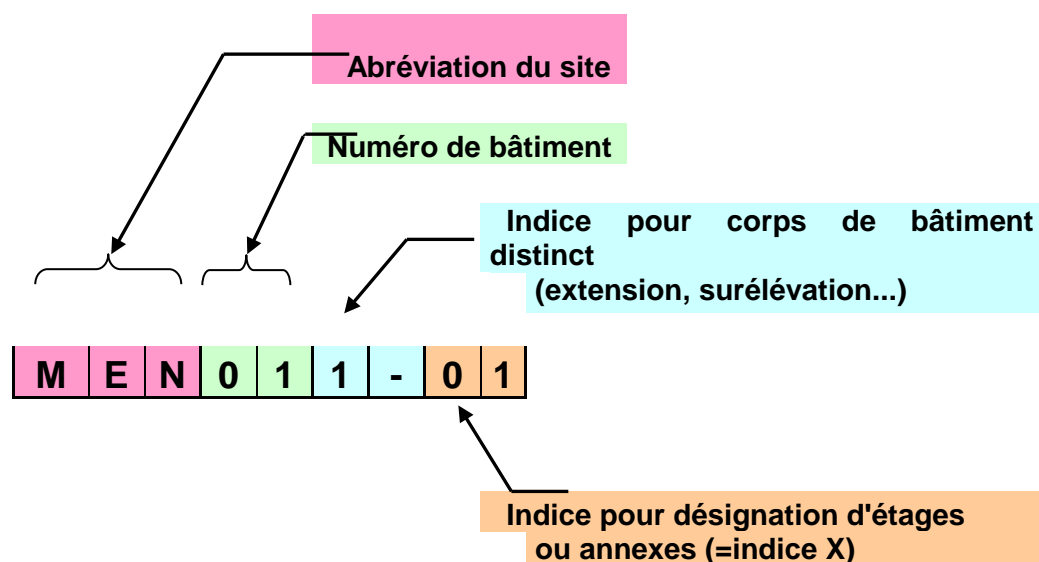 Abréviation du site
Numéro de bâtiment
Indice pour corps de bâtiment
distinct
(extension, surélévation...)
M E N 0 1 1 - 0 1
Indice pour désignation d'étages
ou annexes (=indice X)